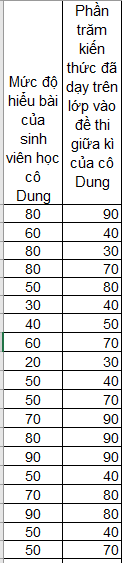 Mức độ
hiểu bài
của
sinh
viên học
cô
Dung
Phần
trăm
kiến
thức đã
dạy trên
lớp vào
đề thi
giữa kì
của cô
Dung
80 90
60 40
80 30
80 70
50 80
30 40
40 50
60 70
20 30
50 40
50 70
70 90
80 90
90 90
50 40
70 80
90 80
50 40
50 70